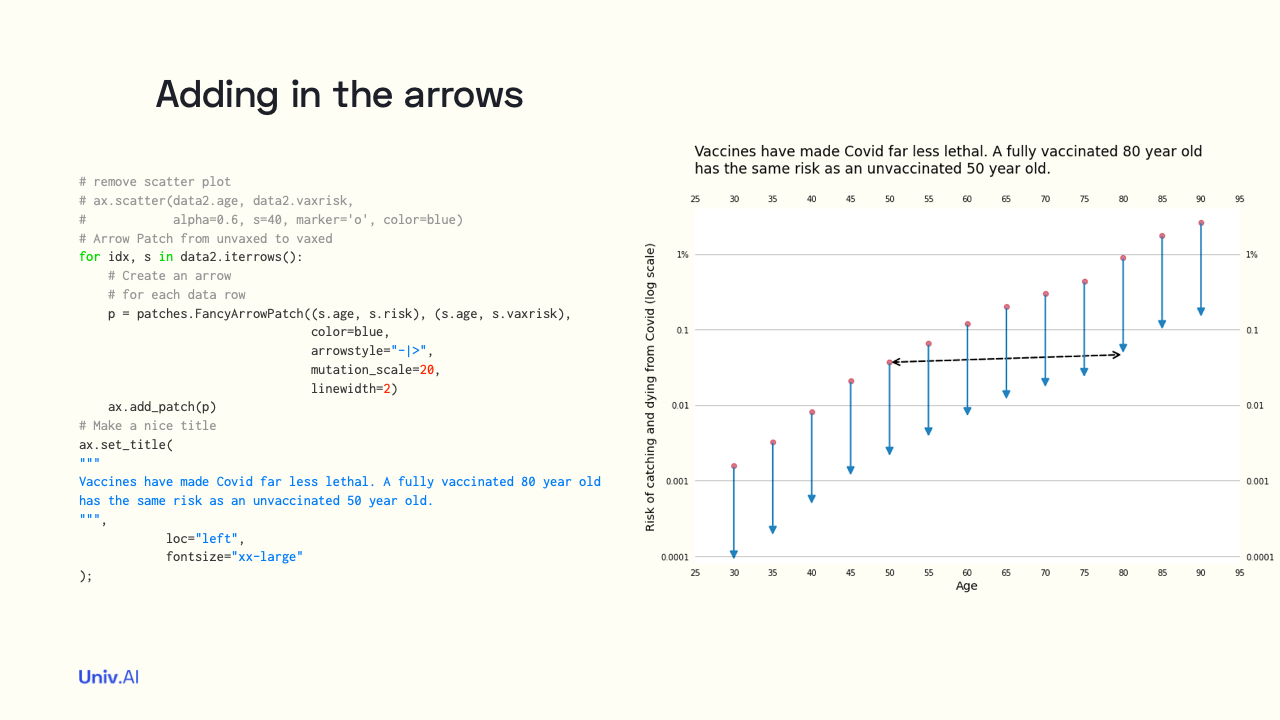 Adding in the arrows
# remove scatter plot
# ax.scatter(data2.age, data2.vaxrisk,
#            alpha=0.6, s=40, marker='o', color=blue)
# Arrow Patch from unvaxed to vaxed
for idx, s in data2.iterrows():
    # Create an arrow
    # for each data row
    p = patches.FancyArrowPatch((s.age, s.risk), (s.age, s.vaxrisk),
                                color=blue,
                                arrowstyle="-|>",
                                mutation_scale=20,
                                linewidth=2)
    ax.add_patch(p)
# Make a nice title
ax.set_title(
"""
Vaccines have made Covid far less lethal. A fully vaccinated 80 year old
has the same risk as an unvaccinated 50 year old.
""",
            loc="left",
            fontsize="xx-large"
);
Vaccines have made Covid far less lethal. A fully vaccinated 80 year old
has the same risk as an unvaccinated 50 year old.
25 30 35 40 45 50 55 60 65 70 75 80 85 90 95
Risk of catching and dying from Covid (log scale)
1% 1%
0.1 0.1
0.01 0.01
0.001 0.001
0.0001 0.0001
25 30 35 40 45 50 55 60 65 70 75 80 85 90 95
Age
Univ.AI